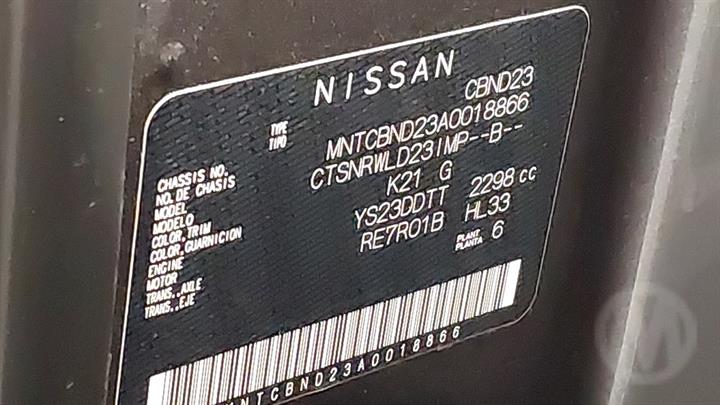 NISSAN
TYPE
TIPO CBND23
CHASSIS NO.
NO. DE CHASIS MNTCBND23A0018866
MODEL
MODELO CTSNRWLD23IMP--B--
COLOR, TRIM
COLOR, GUARNICION K21 G
ENGINE
MOTOR YS23DDTT 2298 cc
TRANS., AXLE
TRANS., EJE RE7R01B HL33
PLANT
PLANTA 6
MNTCBND23A0018866